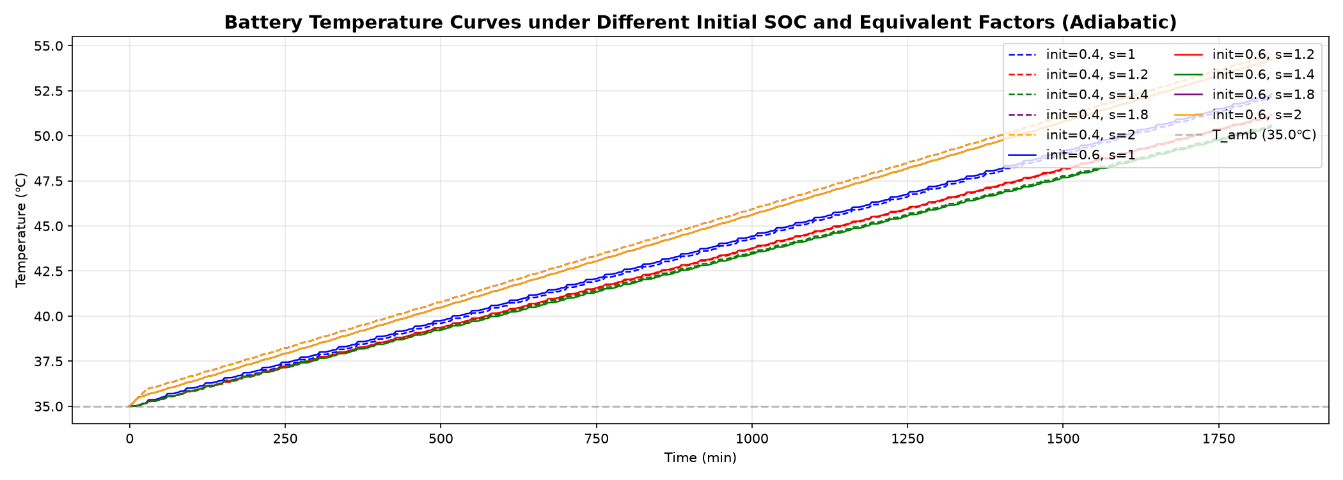 Battery Temperature Curves under Different Initial SOC and Equivalent Factors (Adiabatic)
Temperature (℃)
55.0
52.5
50.0
47.5
45.0
42.5
40.0
37.5
35.0
init=0.4, s=1
init=0.4, s=1.2
init=0.4, s=1.4
init=0.4, s=1.8
init=0.4, s=2
init=0.6, s=1
init=0.6, s=1.2
init=0.6, s=1.4
init=0.6, s=1.8
init=0.6, s=2
T_amb (35.0℃)
0
250
500
750
1000
1250
1500
1750
Time (min)